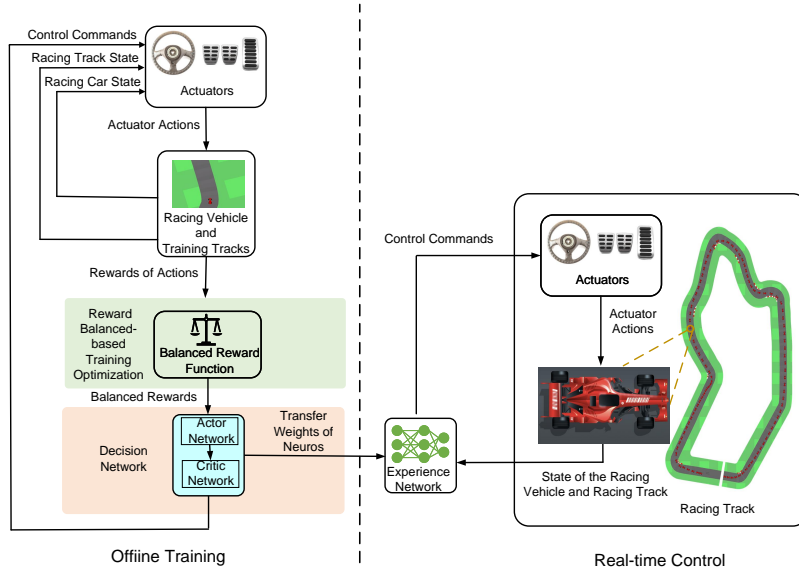 Control Commands
Racing Track State
Racing Car State
Actuators
Actuator Actions
Racing Vehicle
and
Training Tracks
Rewards of Actions
Reward
Balanced-
based
Training
Optimization
Balanced Reward
Function
Balanced Rewards
Decision
Network
Actor
Network
Critic
Network
Transfer
Weights of
Neuros
Offiine Training
Control Commands
Actuators
Actuator
Actions
Experience
Network
State of the Racing
Vehicle and Racing Track
Racing Track
Real-time Control